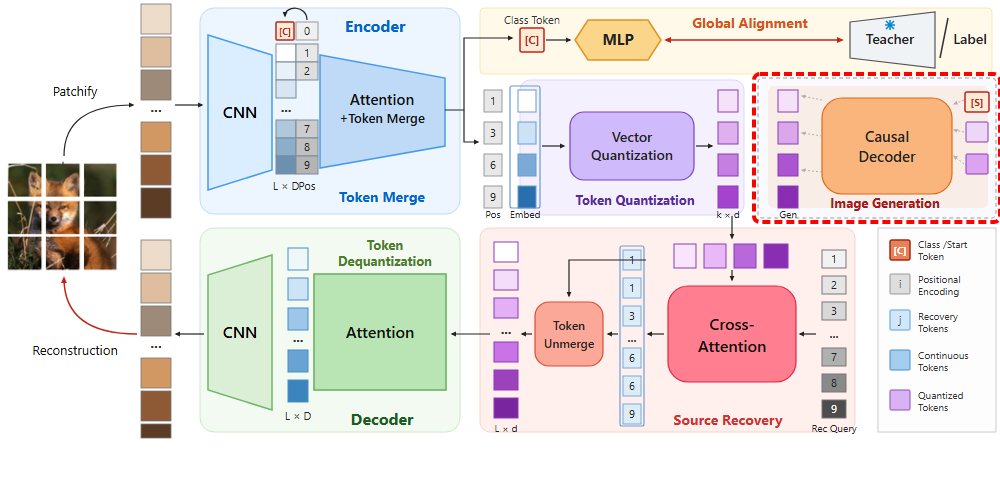 Patchify
...
Reconstruction
...
Encoder
[C]
0
1
2
...
7
8
9
CNN
Attention
+Token Merge
L × D
Pos
Token Merge
Class Token
[C]
MLP
Global Alignment
Teacher
Label
1
3
6
9
Pos
Embed
Vector
Quantization
Token Quantization
k × d
Gen
Causal
Decoder
[S]
Image Generation
CNN
Token
Dequantization
Attention
L × D
Decoder
...
L × d
Token
Unmerge
1
1
3
...
6
6
9
Cross-
Attention
Source Recovery
1
2
3
...
7
8
9
Rec Query
[C]
Class /Start
Token
i
Positional
Encoding
j
Recovery
Tokens
Continuous
Tokens
Quantized
Tokens